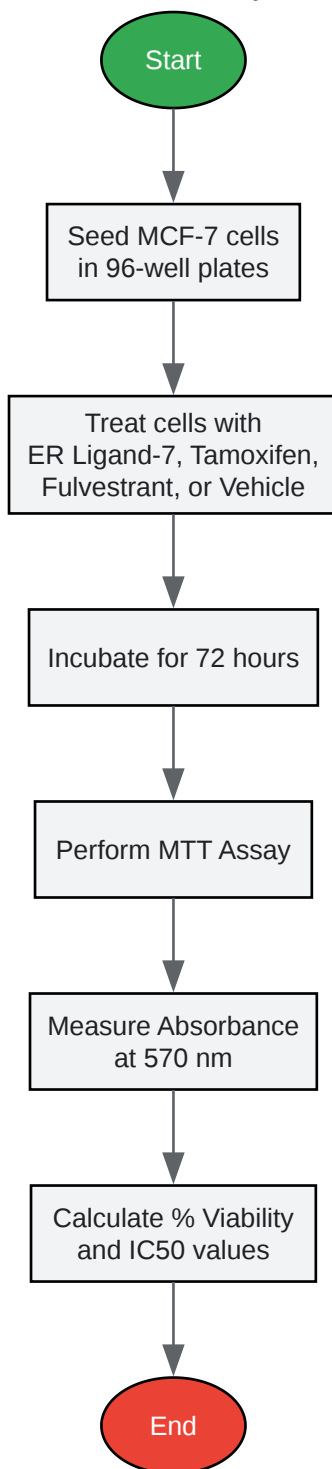 Start
Seed MCF-7 cells
in 96-well plates
Treat cells with
ER Ligand-7, Tamoxifen,
Fulvestrant, or Vehicle
Incubate for 72 hours
Perform MTT Assay
Measure Absorbance
at 570 nm
Calculate % Viability
and IC50 values
End